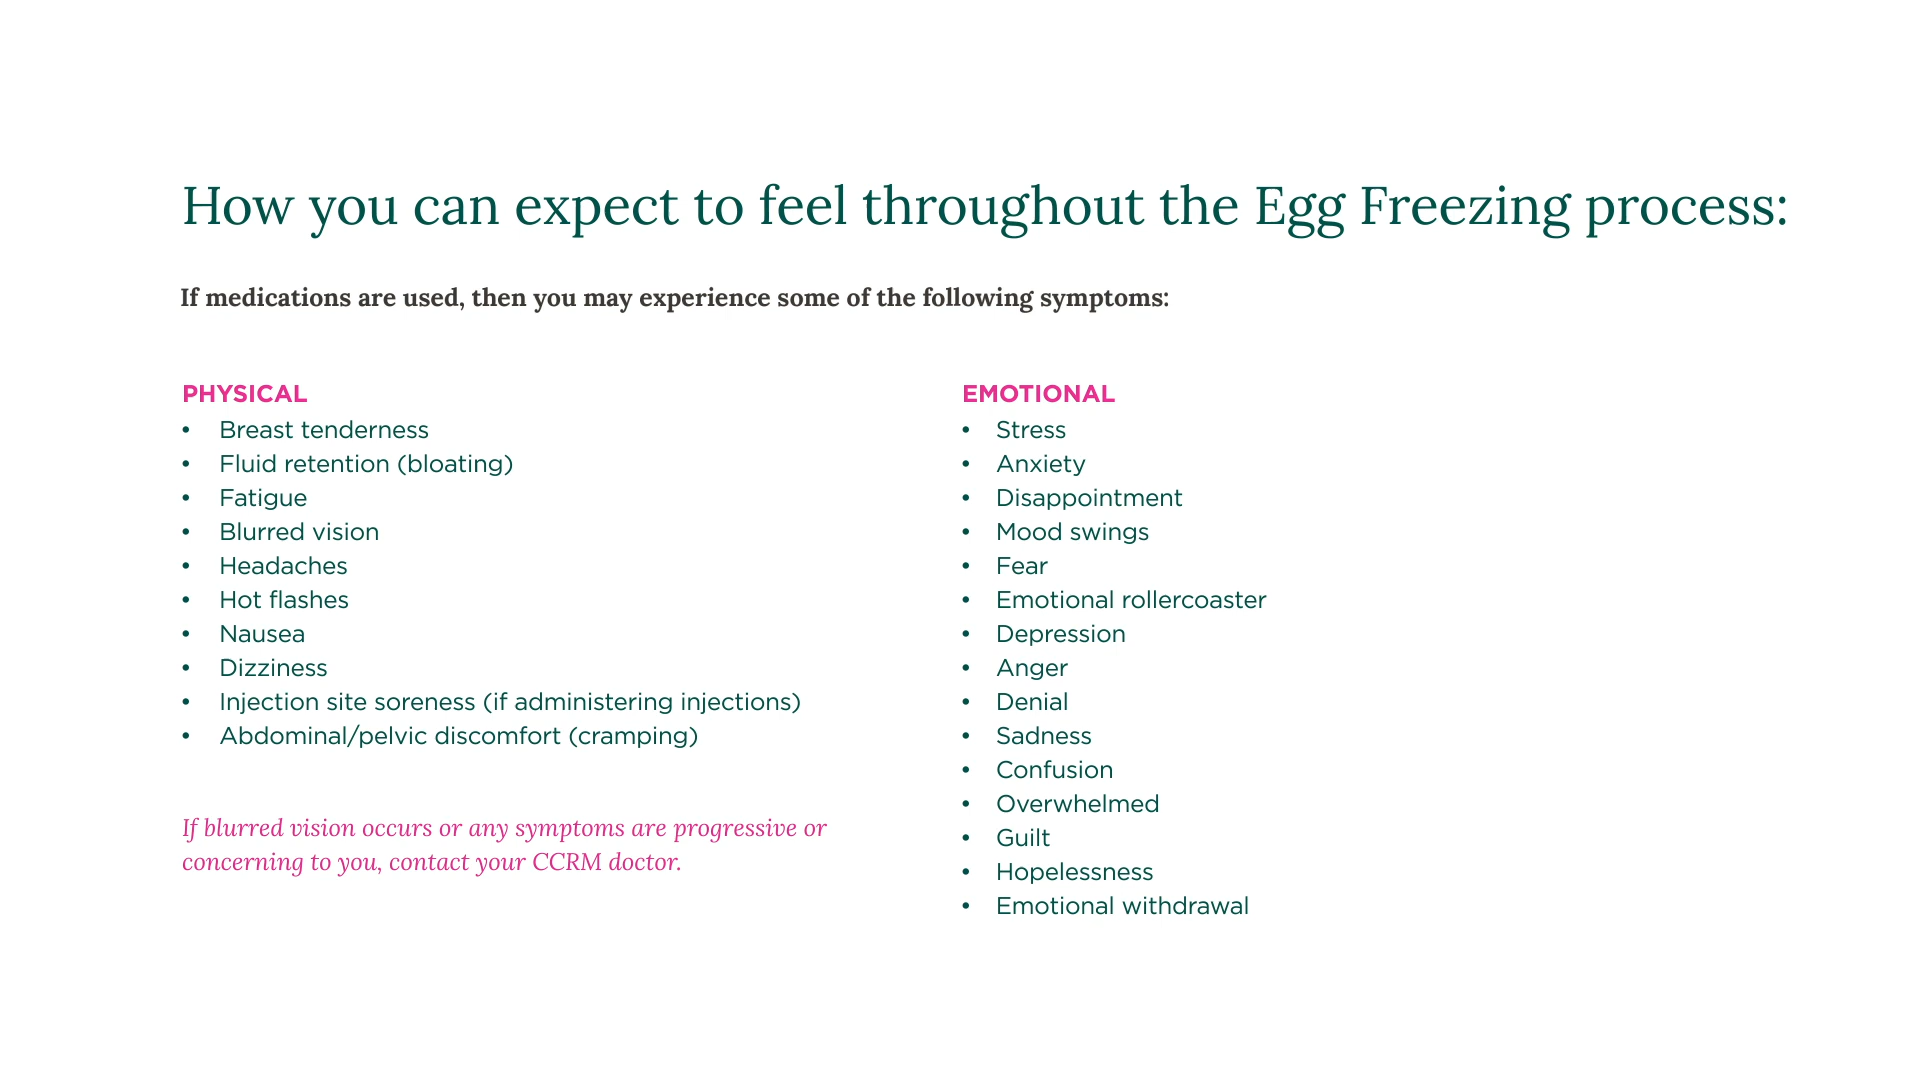 How you can expect to feel throughout the Egg Freezing process:
If medications are used, then you may experience some of the following symptoms:
PHYSICAL
• Breast tenderness
• Fluid retention (bloating)
• Fatigue
• Blurred vision
• Headaches
• Hot flashes
• Nausea
• Dizziness
• Injection site soreness (if administering injections)
• Abdominal/pelvic discomfort (cramping)
If blurred vision occurs or any symptoms are progressive or
concerning to you, contact your CCRM doctor.
EMOTIONAL
• Stress
• Anxiety
• Disappointment
• Mood swings
• Fear
• Emotional rollercoaster
• Depression
• Anger
• Denial
• Sadness
• Confusion
• Overwhelmed
• Guilt
• Hopelessness
• Emotional withdrawal